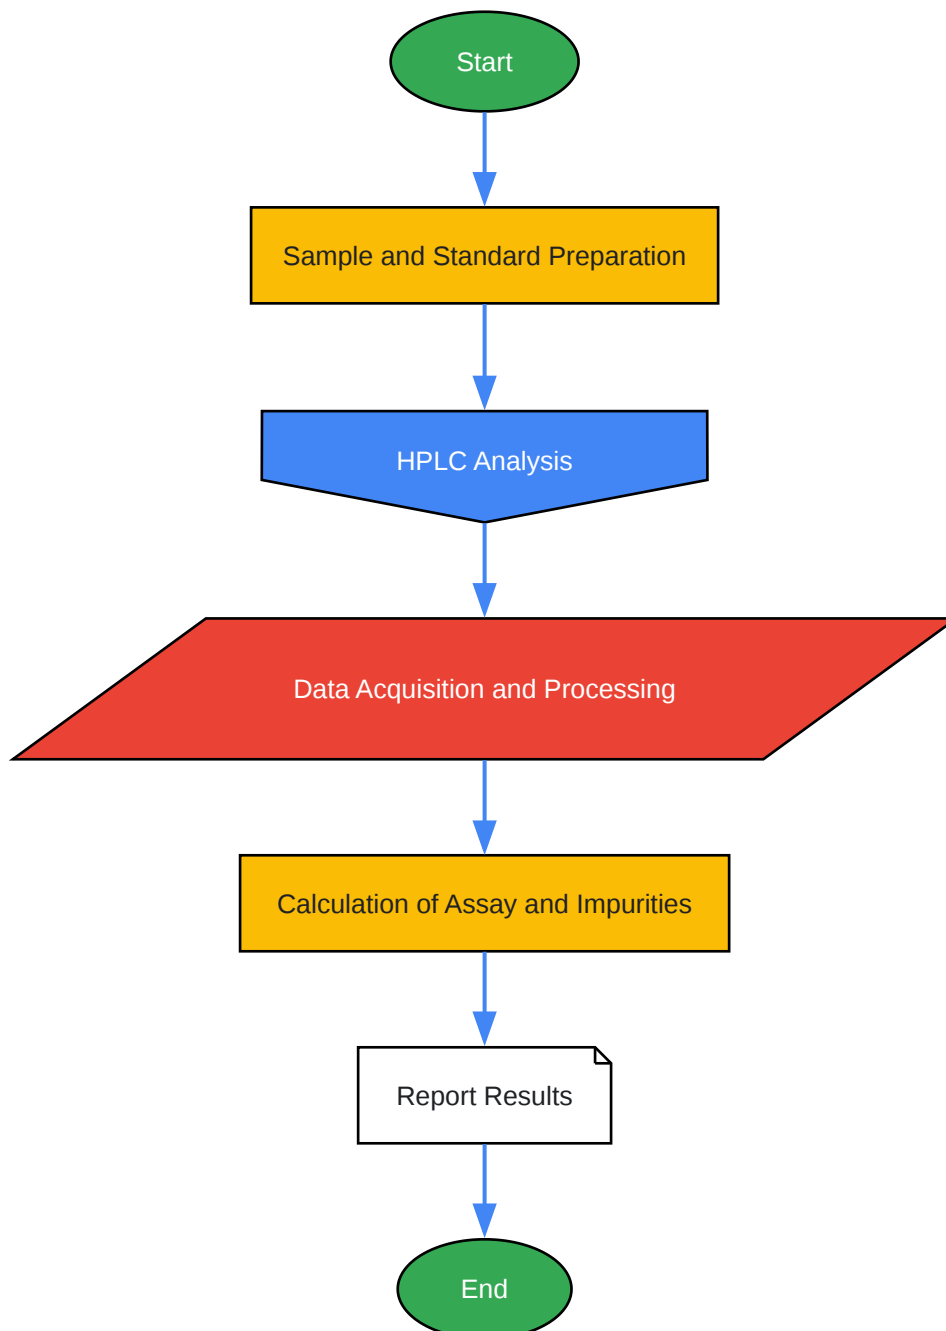 Start
Sample and Standard Preparation
HPLC Analysis
Data Acquisition and Processing
Calculation of Assay and Impurities
Report Results
End